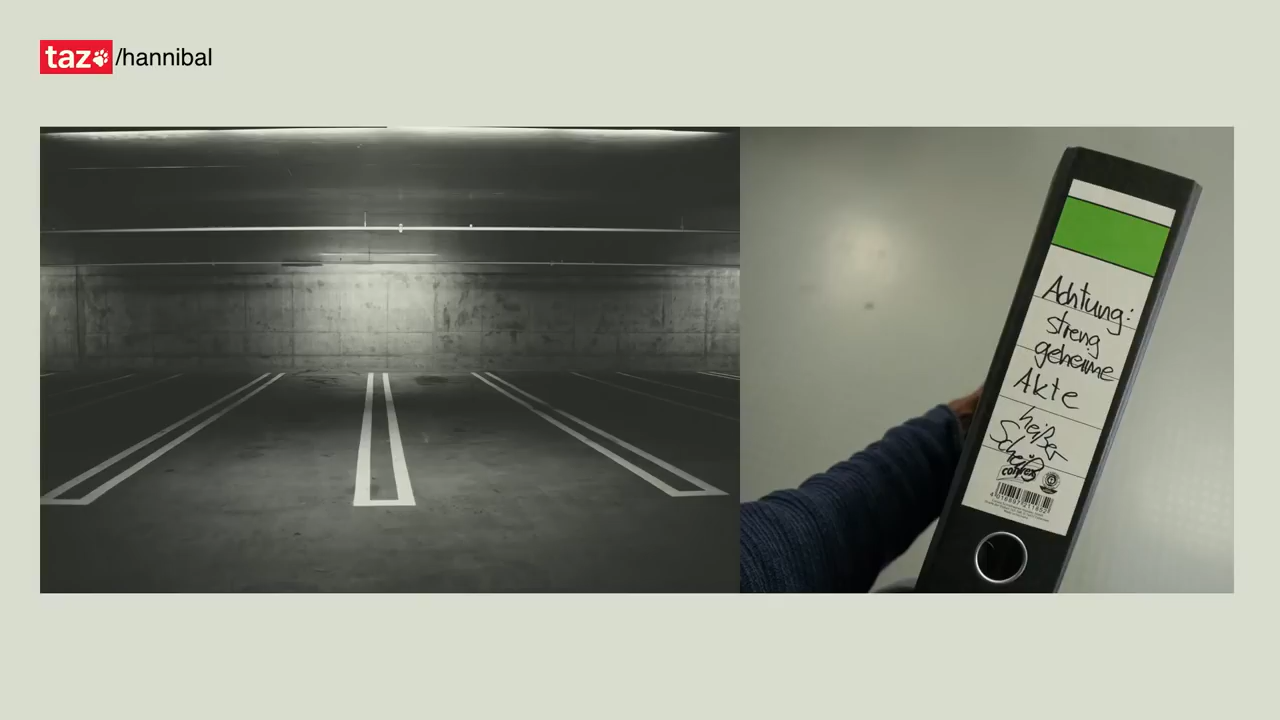 taz /hannibal
Achtung:
streng
geheime
Akte
heißer
Scheiß